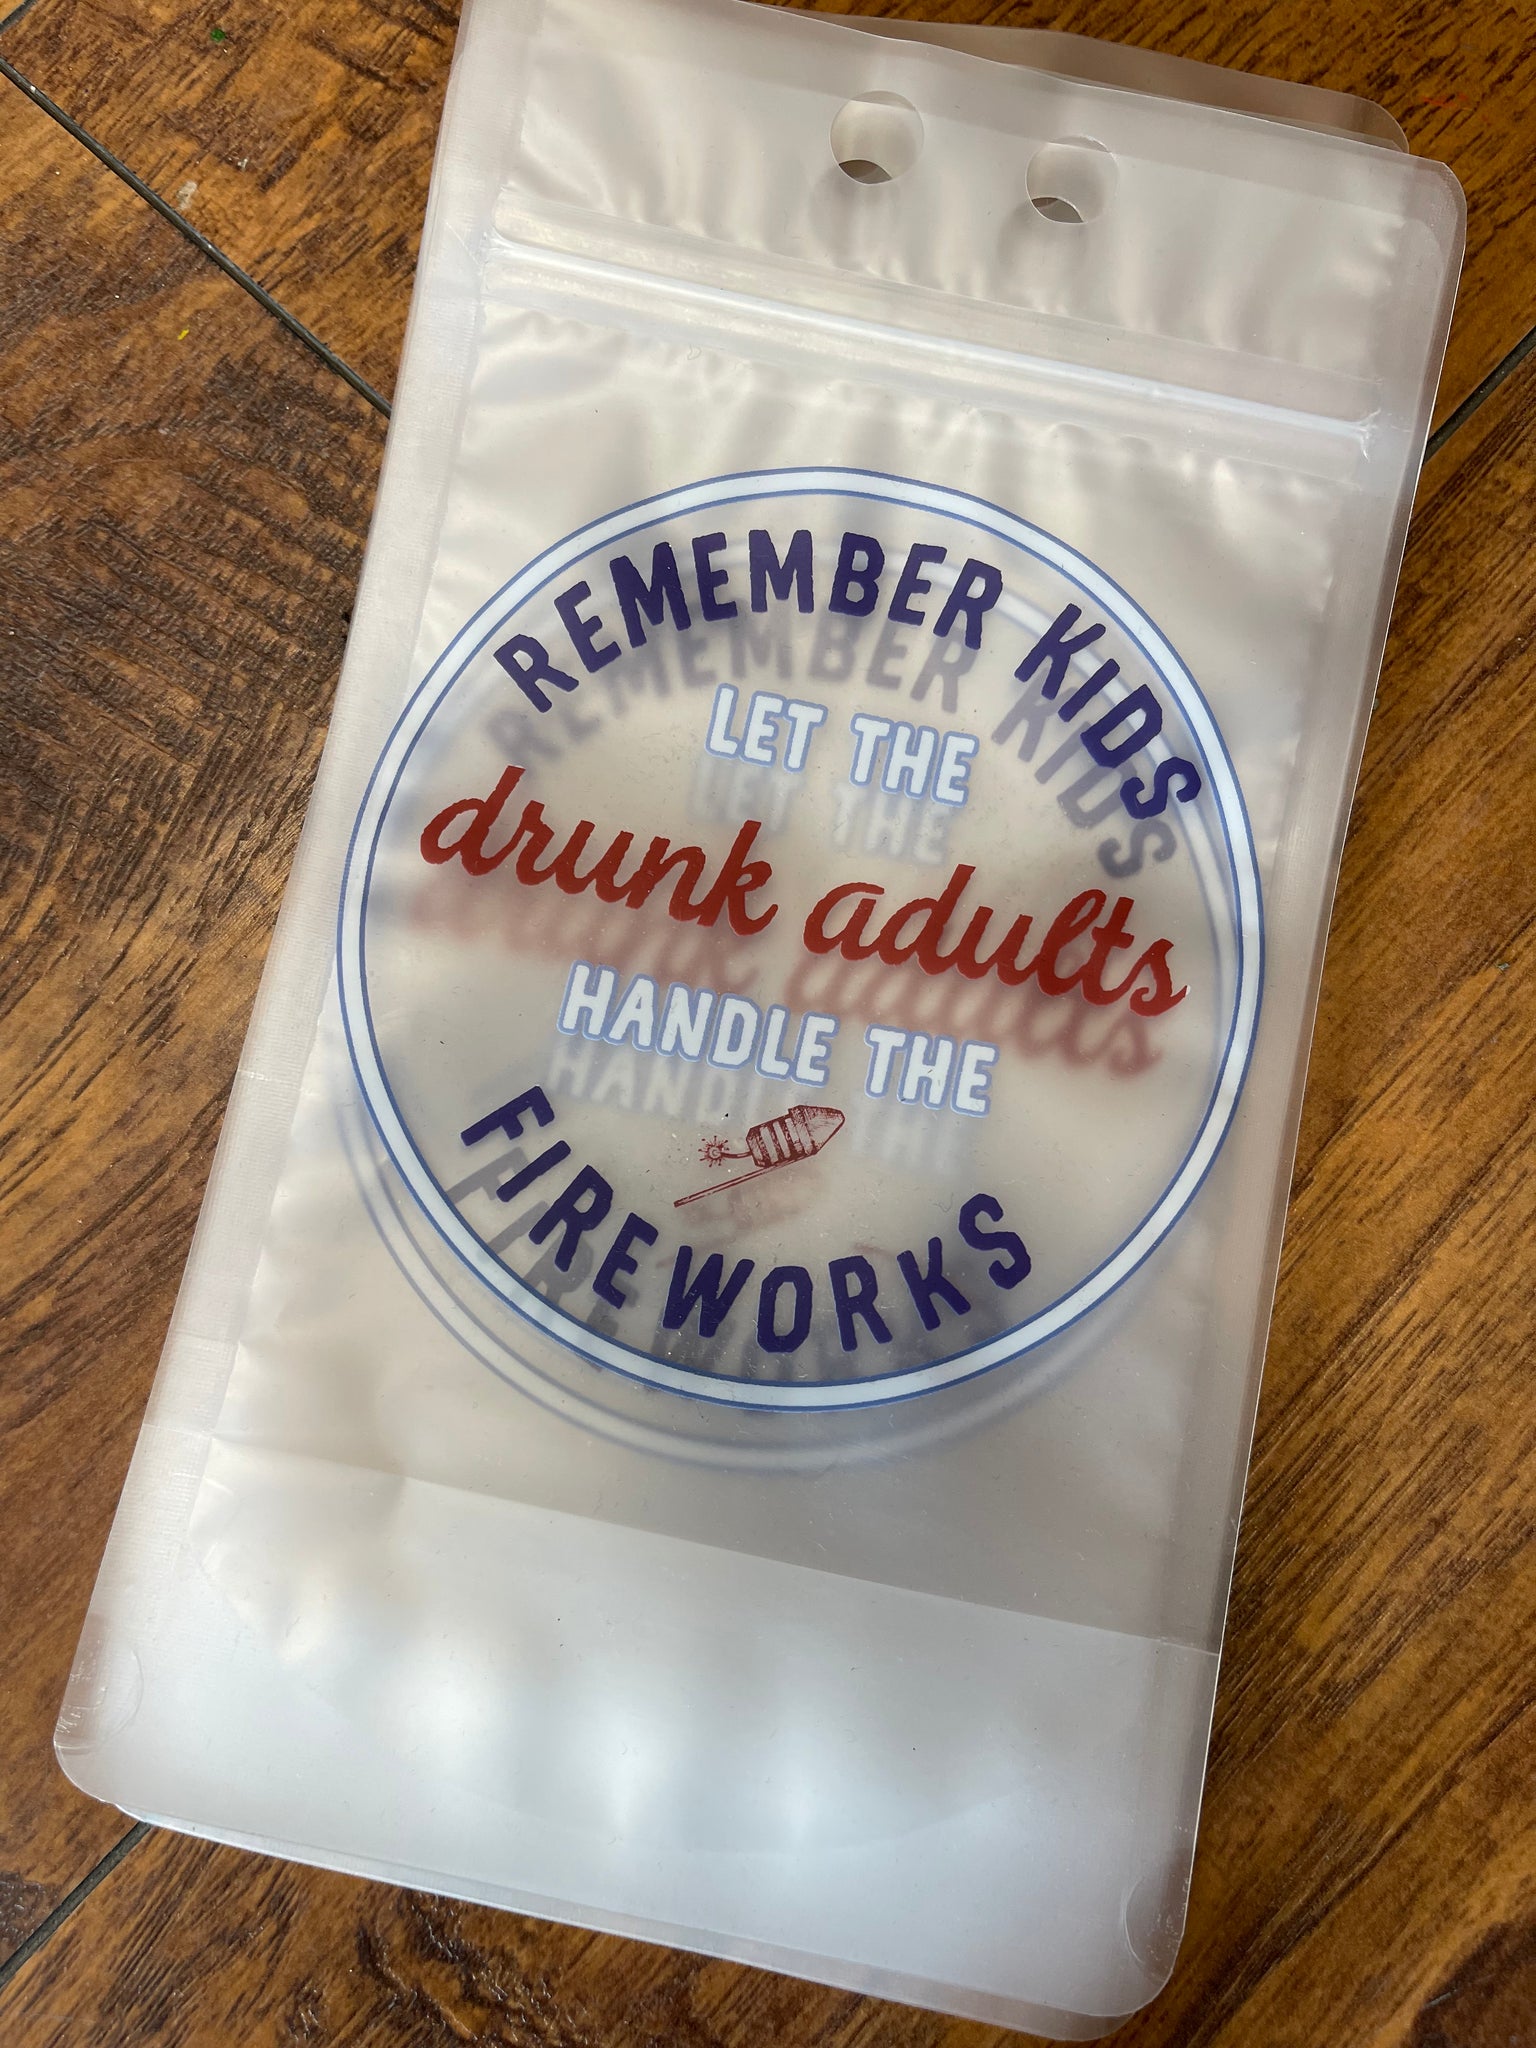 REMEMBER KIDS
LET THE
drunk adults
HANDLE THE
FIREWORKS